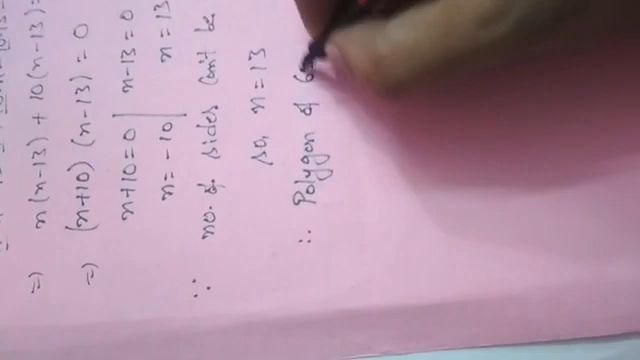 ⇒ n(n-13) + 10(n-13) =
⇒ (n+10) (n-13) = 0
n+10=0 | n-13=0
n=-10 | n=13
∵ no. of sides can't be
so, n=13
∴ Polygon of 6